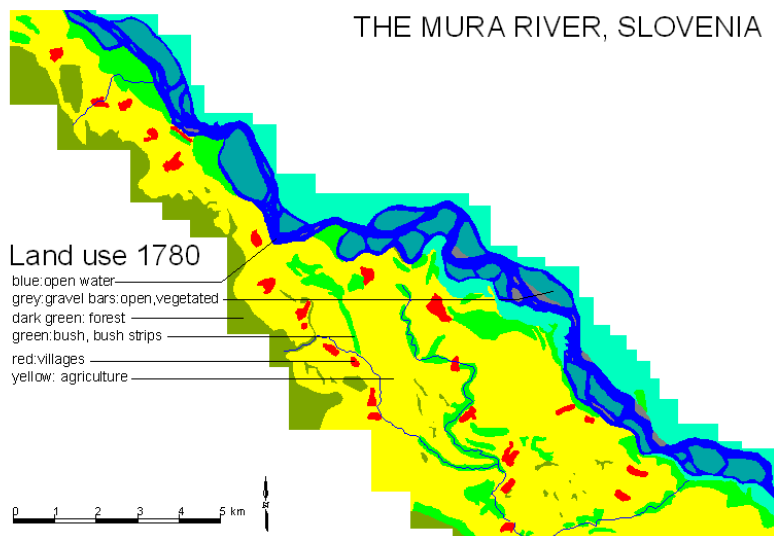 THE MURA RIVER, SLOVENIA
Land use 1780
blue:open water
grey:gravel bars:open,vegetated
dark green: forest
green:bush, bush strips
red:villages
yellow: agriculture
0 1 2 3 4 5 km